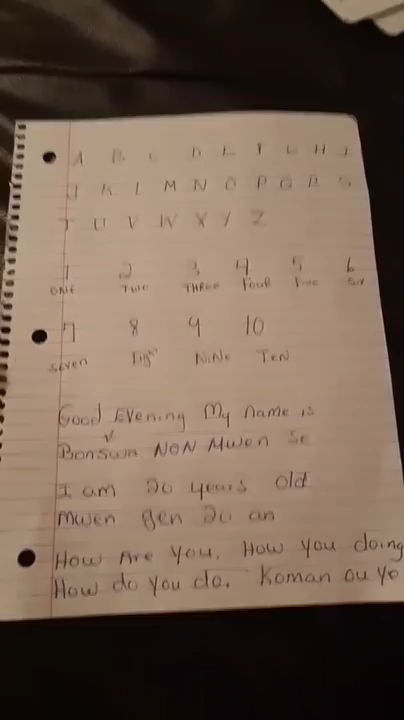 A B C D E F G H I
J K L M N O P Q R S
T U V W X Y Z
1 2 3 4 5 6
ONE TWO THREE FOUR FIVE SIX
7 8 9 10
SEVEN NINE TEN
Good Evening My name is
Bonswa NON Mwen Se
I am 20 years old
Mwen gen 20 an
How Are You. How you doing
How do you do. Koman ou yo